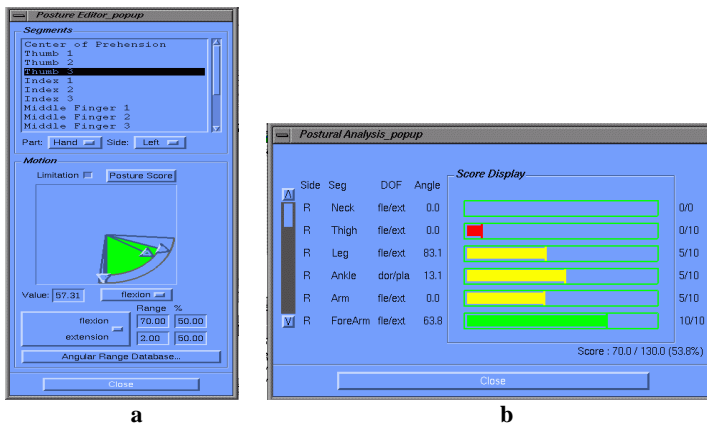 Posture Editor_popup
Segments
Center of Prehension
Thumb 1
Thumb 2
Thumb 3
Index 1
Index 2
Index 3
Middle Finger 1
Middle Finger 2
Middle Finger 3
Part: Hand Side: Left
Motion
Limitation Posture Score
Value: 57.31 flexion
Range %
flexion 70.00 50.00
extension 2.00 50.00
Angular Range Database...
Close
a
Postural Analysis_popup
Score Display
Side Seg DOF Angle
R Neck fle/ext 0.0 0/0
R Thigh fle/ext 0.0 0/10
R Leg fle/ext 83.1 5/10
R Ankle dor/pla 13.1 5/10
R Arm fle/ext 0.0 5/10
R ForeArm fle/ext 63.8 10/10
Score : 70.0 / 130.0 (53.8%)
Close
b